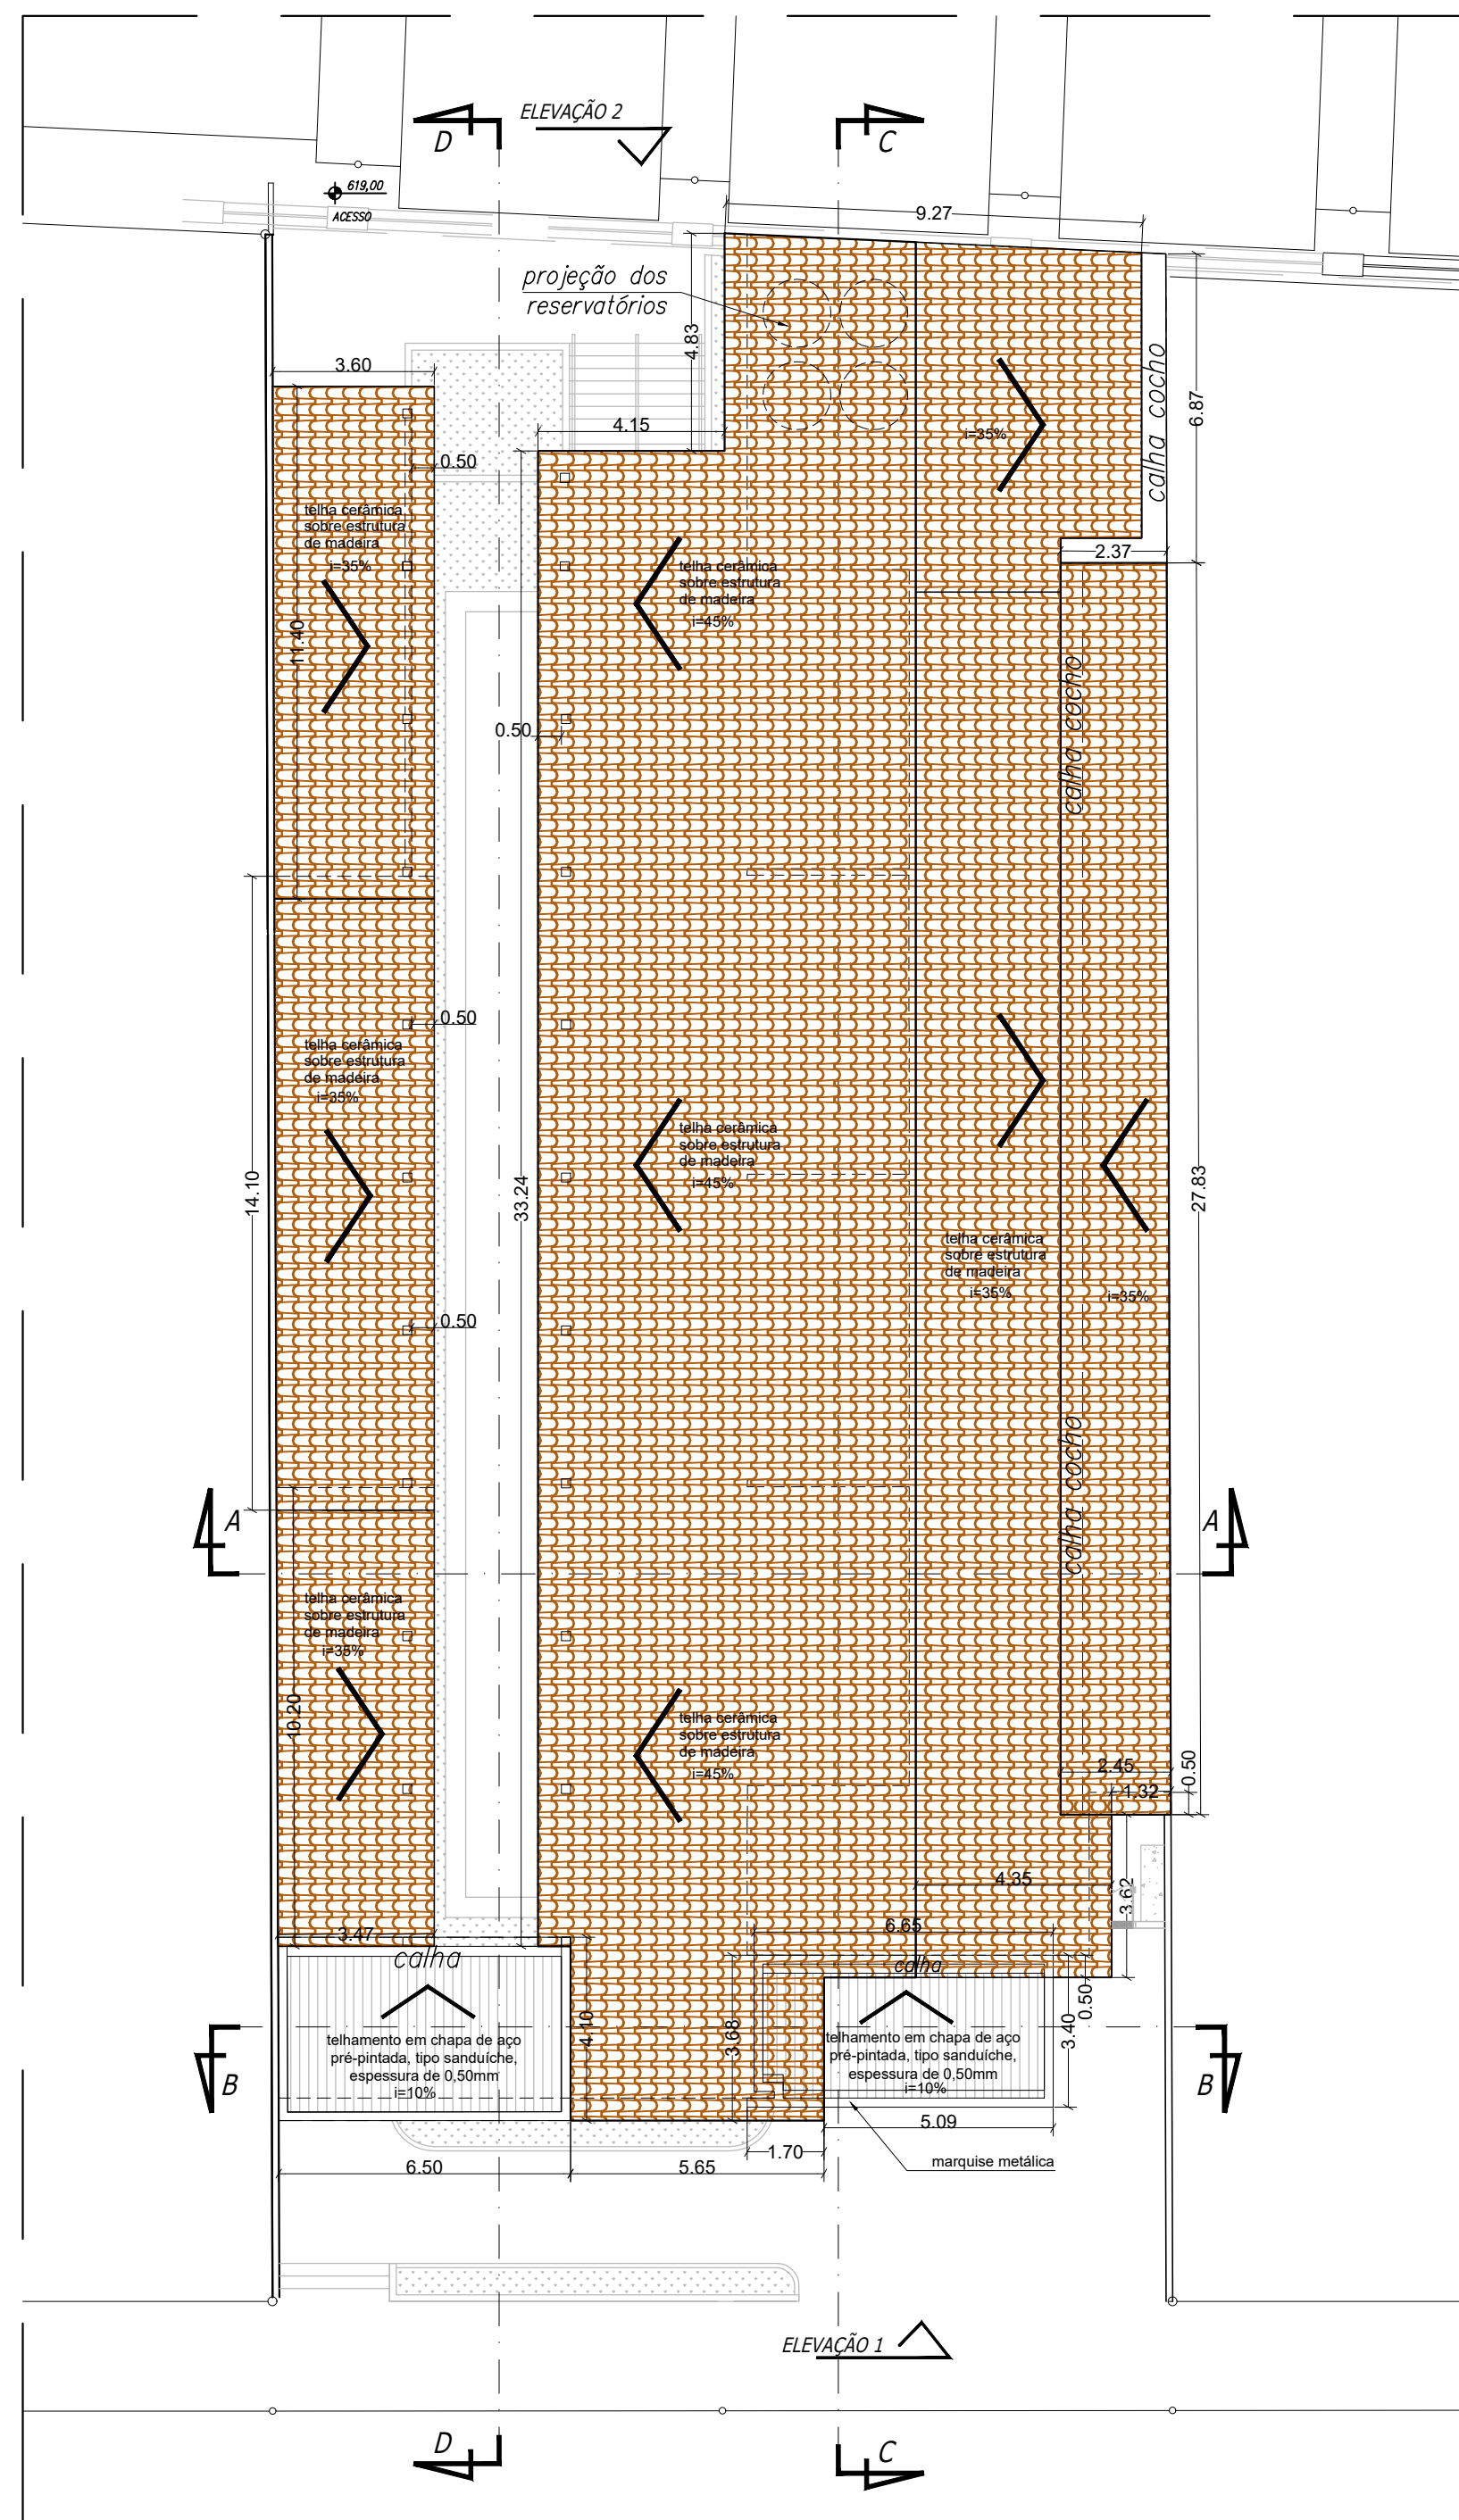 ELEVAÇÃO 2
D
C
619,00
ACESSO
9.27
projeção dos
reservatórios
4.83
3.60
6.87
calha cocho
4.15
i=35%
0.50
telha cerâmica
sobre estrutura
de madeira
i=35%
2.37
telha cerâmica
sobre estrutura
de madeira
i=45%
11.40
calha cocho
0.50
0.50
telha cerâmica
sobre estrutura
de madeira
i=35%
telha cerâmica
sobre estrutura
de madeira
i=45%
14.10
33.24
27.83
telha cerâmica
sobre estrutura
de madeira
i=35%
i=35%
0.50
calha cocho
A
A
telha cerâmica
sobre estrutura
de madeira
i=35%
10.20
telha cerâmica
sobre estrutura
de madeira
i=45%
2.45
1.32
0.50
4.35
3.62
3.47
6.65
calha
calha
0.50
4.10
3.68
3.40
telhamento em chapa de aço
pré-pintada, tipo sanduíche,
espessura de 0,50mm
i=10%
telhamento em chapa de aço
pré-pintada, tipo sanduíche,
espessura de 0,50mm
i=10%
B
B
5.09
1.70
marquise metálica
6.50
5.65
ELEVAÇÃO 1
D
C